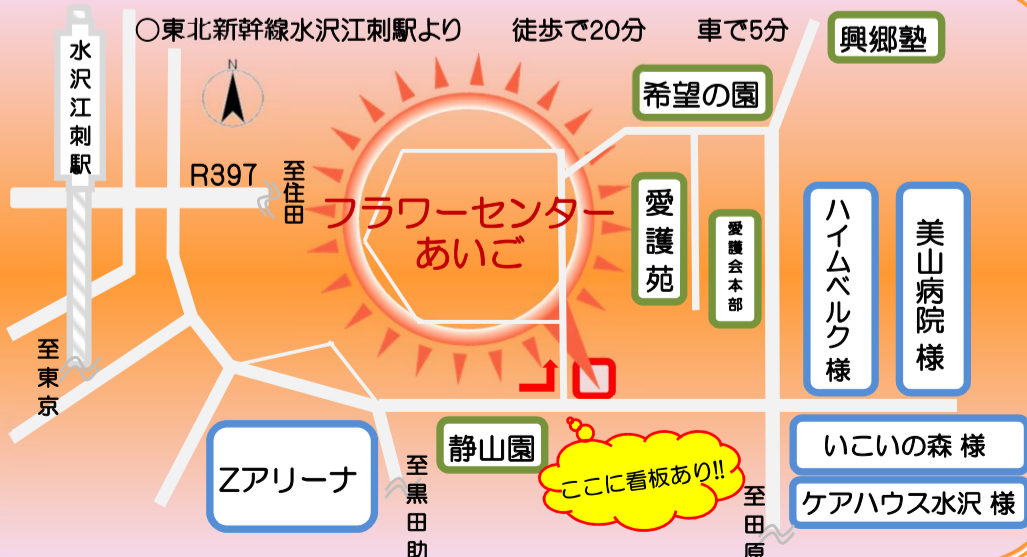 ○東北新幹線水沢江刺駅より 徒歩で20分 車で5分
水沢江刺駅
N
R397
至住田
フラワーセンター
あいご
希望の園
興郷塾
愛護苑
愛護会本部
ハイムベルク 様
美山病院 様
至東京
Zアリーナ
至黒田助
静山園
ここに看板あり!!
至田原
いこいの森 様
ケアハウス水沢 様